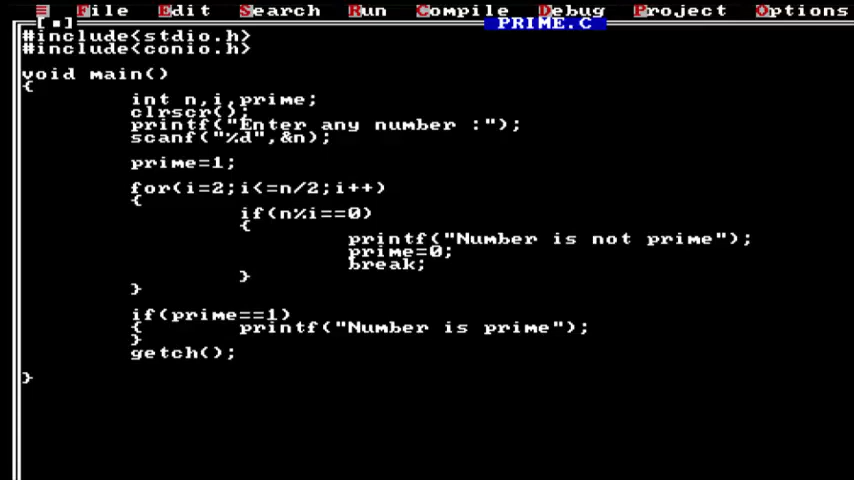 ≡ File Edit Search Run Compile Debug Project Options
[■] PRIME.C
#include<stdio.h>
#include<conio.h>
void main()
{
int n,i,prime;
clrscr();
printf("Enter any number :");
scanf("%d",&n);
prime=1;
for(i=2;i<=n/2;i++)
{
if(n%i==0)
{
printf("Number is not prime");
prime=0;
break;
}
}
if(prime==1)
{ printf("Number is prime");
}
getch();
}